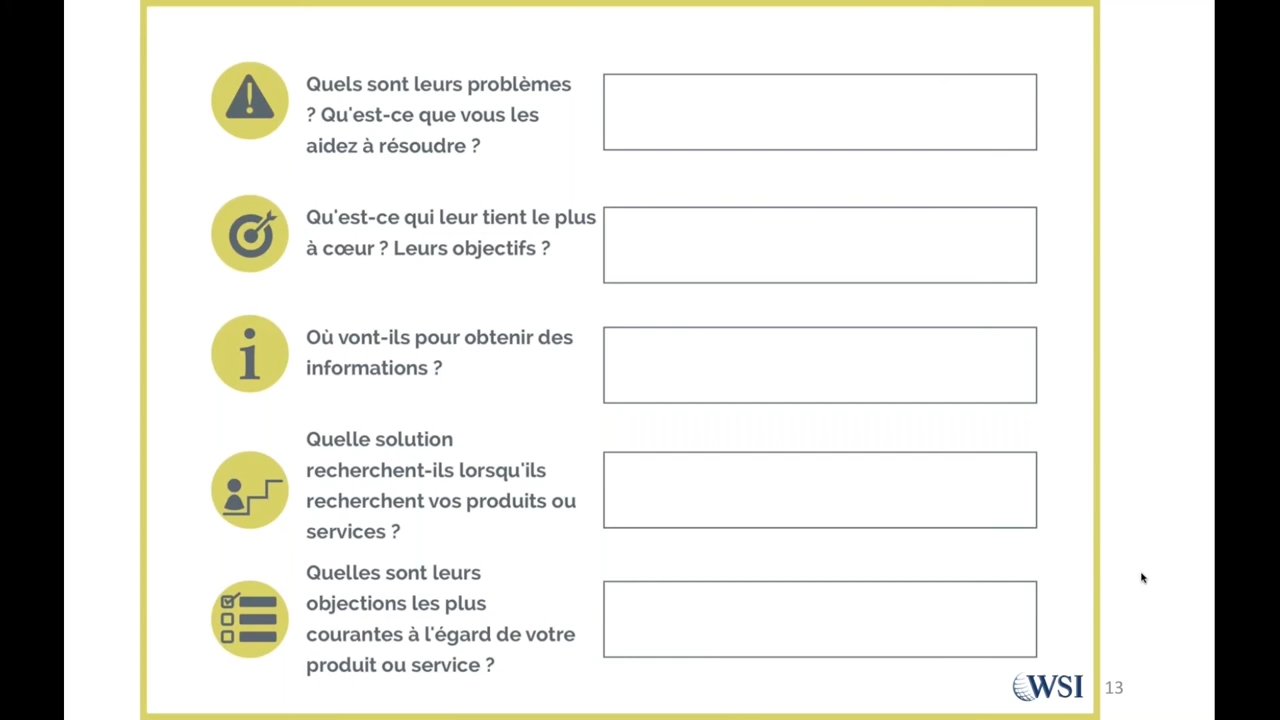 Quels sont leurs problèmes
? Qu'est-ce que vous les
aidez à résoudre ?
Qu'est-ce qui leur tient le plus
à cœur ? Leurs objectifs ?
Où vont-ils pour obtenir des
informations ?
Quelle solution
recherchent-ils lorsqu'ils
recherchent vos produits ou
services ?
Quelles sont leurs
objections les plus
courantes à l'égard de votre
produit ou service ?
WSI
13